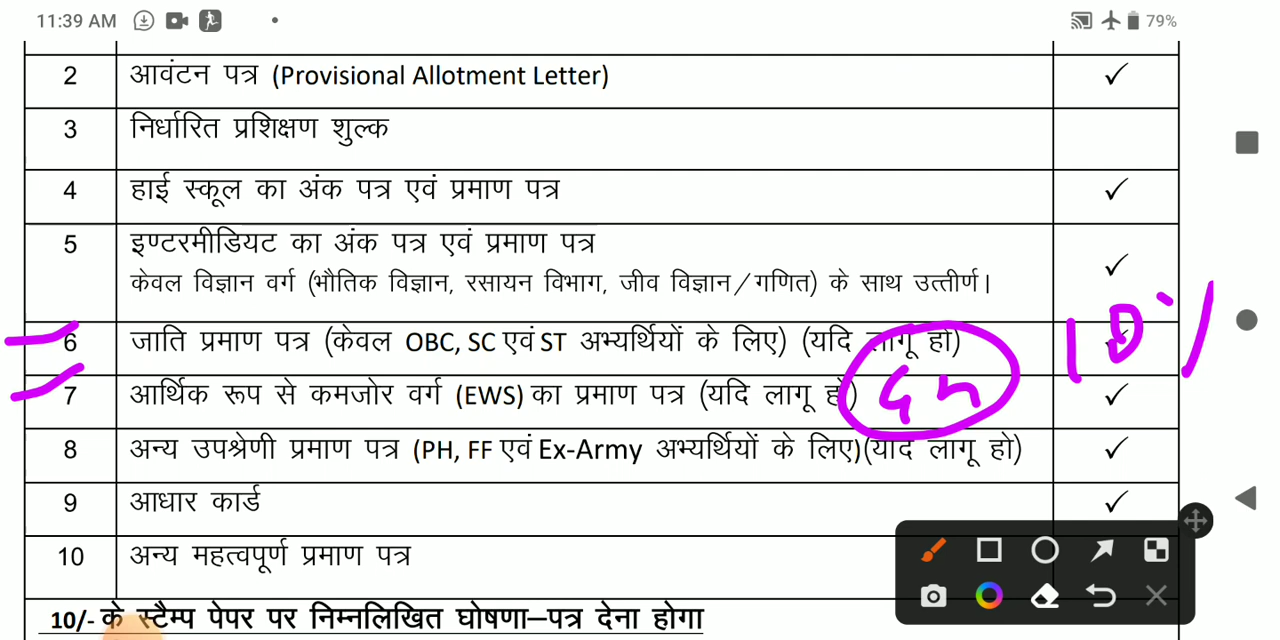 11:39 AM 79%
2 आवंटन पत्र (Provisional Allotment Letter) ✓
3 निर्धारित प्रशिक्षण शुल्क
4 हाई स्कूल का अंक पत्र एवं प्रमाण पत्र ✓
5 इण्टरमीडियट का अंक पत्र एवं प्रमाण पत्र
केवल विज्ञान वर्ग (भौतिक विज्ञान, रसायन विभाग, जीव विज्ञान/गणित) के साथ उत्तीर्ण। ✓
6 जाति प्रमाण पत्र (केवल OBC, SC एवं ST अभ्यर्थियों के लिए) (यदि लागू हो) ✓
7 आर्थिक रूप से कमजोर वर्ग (EWS) का प्रमाण पत्र (यदि लागू हो) ✓
8 अन्य उपश्रेणी प्रमाण पत्र (PH, FF एवं Ex-Army अभ्यर्थियों के लिए)(यदि लागू हो) ✓
9 आधार कार्ड ✓
10 अन्य महत्वपूर्ण प्रमाण पत्र
10/- के स्टैम्प पेपर पर निम्नलिखित घोषणा–पत्र देना होगा